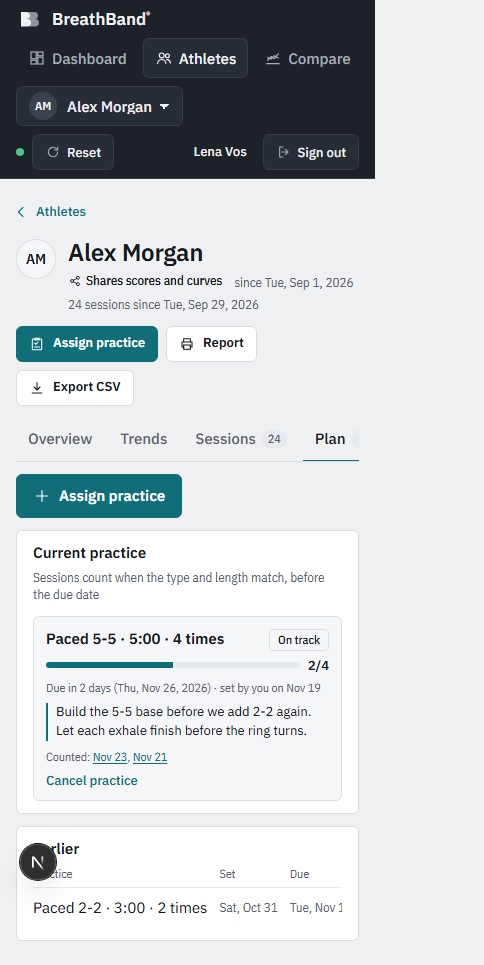 BreathBand®
Dashboard Athletes Compare
AM Alex Morgan
Reset Lena Vos Sign out
Athletes
AM Alex Morgan
Shares scores and curves since Tue, Sep 1, 2026
24 sessions since Tue, Sep 29, 2026
Assign practice Report
Export CSV
Overview Trends Sessions 24 Plan
Assign practice
Current practice
Sessions count when the type and length match, before
the due date
Paced 5-5 · 5:00 · 4 times On track
2/4
Due in 2 days (Thu, Nov 26, 2026) · set by you on Nov 19
Build the 5-5 base before we add 2-2 again.
Let each exhale finish before the ring turns.
Counted: Nov 23, Nov 21
Cancel practice
Set Due
Paced 2-2 · 3:00 · 2 times Sat, Oct 31 Tue, Nov